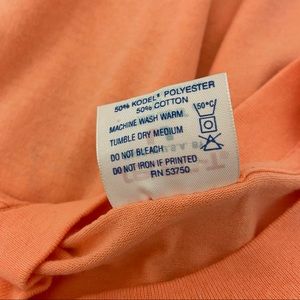 50% KODEL® POLYESTER
50% COTTON
MACHINE WASH WARM
50°C
TUMBLE DRY MEDIUM
DO NOT BLEACH
DO NOT IRON IF PRINTED
RN 53750